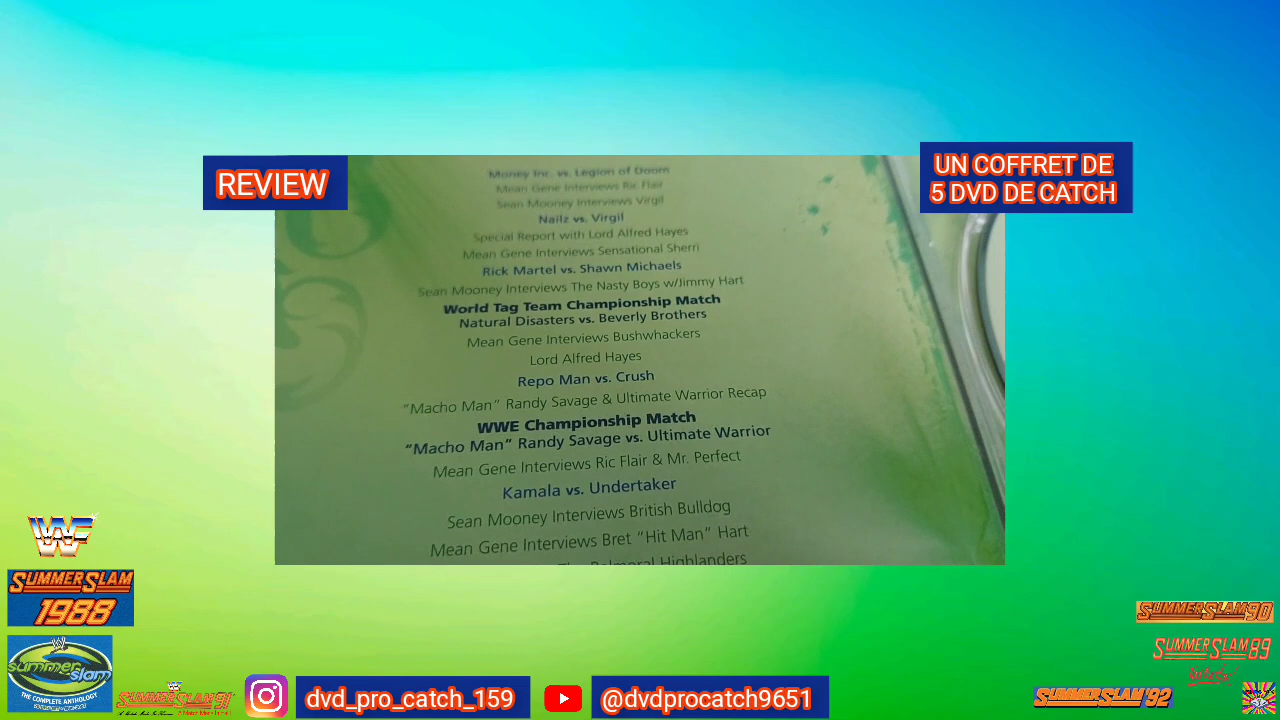 REVIEW
UN COFFRET DE
5 DVD DE CATCH
Money Inc. vs. Legion of Doom
Mean Gene Interviews Ric Flair
Sean Mooney Interviews Virgil
Nailz vs. Virgil
Special Report with Lord Alfred Hayes
Mean Gene Interviews Sensational Sherri
Rick Martel vs. Shawn Michaels
Sean Mooney Interviews The Nasty Boys w/Jimmy Hart
World Tag Team Championship Match
Natural Disasters vs. Beverly Brothers
Mean Gene Interviews Bushwhackers
Lord Alfred Hayes
Repo Man vs. Crush
"Macho Man" Randy Savage & Ultimate Warrior Recap
WWE Championship Match
"Macho Man" Randy Savage vs. Ultimate Warrior
Mean Gene Interviews Ric Flair & Mr. Perfect
Kamala vs. Undertaker
Sean Mooney Interviews British Bulldog
Mean Gene Interviews Bret "Hit Man" Hart
The Balmoral Highlanders
WF
SUMMERSLAM
1988
summerslam
THE COMPLETE ANTHOLOGY
SUMMERSLAM 91
dvd_pro_catch_159
@dvdprocatch9651
SUMMERSLAM 90
SUMMERSLAM 89
SUMMERSLAM '92